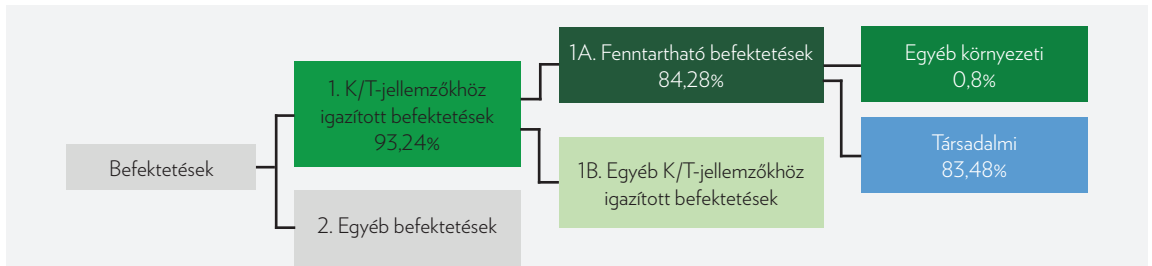 Befektetések
1. K/T-jellemzőkhöz
igazított befektetések
93,24%
2. Egyéb befektetések
1A. Fenntartható befektetések
84,28%
1B. Egyéb K/T-jellemzőkhöz
igazított befektetések
Egyéb környezeti
0,8%
Társadalmi
83,48%